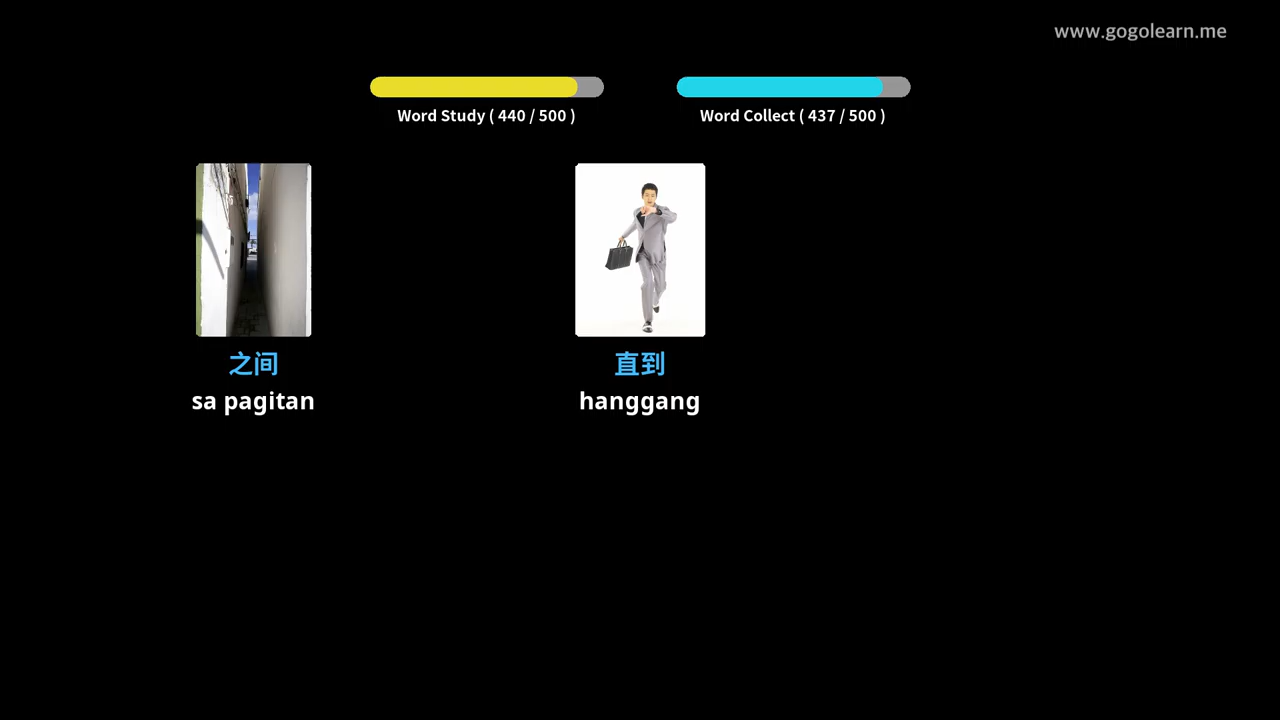 www.gogolearn.me
Word Study ( 440 / 500 )
Word Collect ( 437 / 500 )
之间
sa pagitan
直到
hanggang